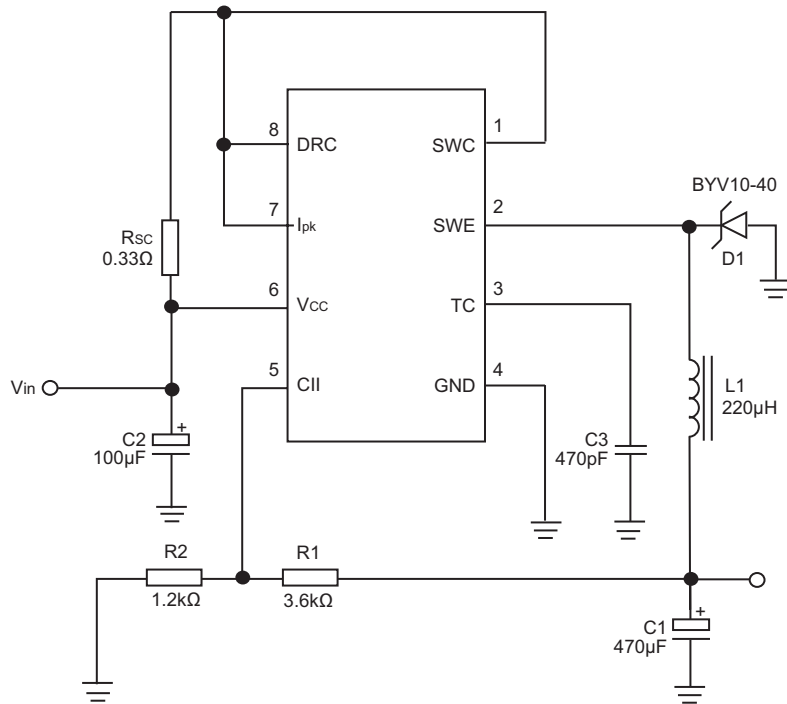 1
8
DRC
SWC
BYV10-40
7
2
Ipk
SWE
RSC
0.33Ω
D1
6
3
VCC
TC
5
4
Vin
CII
GND
L1
220µH
+
C2
100µF
C3
470pF
R2
R1
1.2kΩ
3.6kΩ
+
C1
470µF